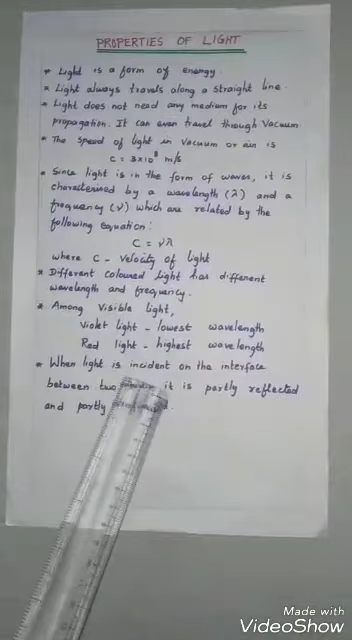 PROPERTIES OF LIGHT
* Light is a form of energy.
* Light always travels along a straight line.
* Light does not need any medium for its
propagation. It can even travel through Vacuum
* The speed of light in vacuum or air is
C = 3x10⁸ m/s
* Since light is in the form of waves, it is
characterised by a wavelength (λ) and a
frequency (ν) which are related by the
following equation:
C = νλ
where C - Velocity of light
* Different coloured light has different
wavelength and frequency.
* Among Visible light,
Violet light - lowest wavelength
Red light - highest wavelength
* When light is incident on the interface
between two it is partly reflected
and partly
Made with
VideoShow